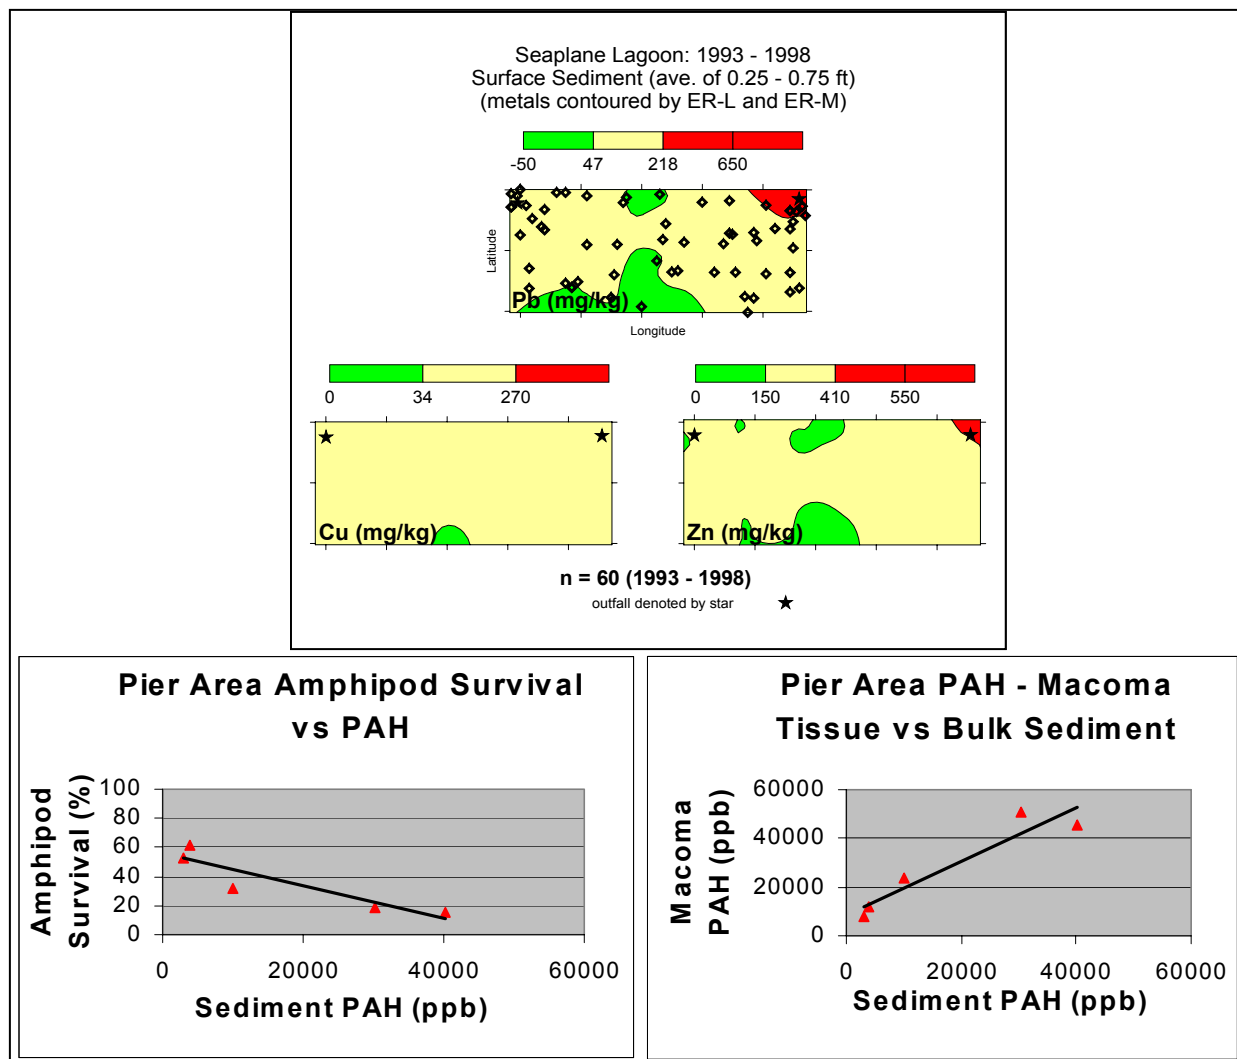 Seaplane Lagoon: 1993 - 1998
Surface Sediment (ave. of 0.25 - 0.75 ft)
(metals contoured by ER-L and ER-M)
-50 47 218 650
Latitude
Pb (mg/kg)
Longitude
0 34 270
Cu (mg/kg)
0 150 410 550
Zn (mg/kg)
n = 60 (1993 - 1998)
outfall denoted by star
Pier Area Amphipod Survival
vs PAH
Amphipod
Survival (%)
100
80
60
40
20
0
0 20000 40000 60000
Sediment PAH (ppb)
Pier Area PAH - Macoma
Tissue vs Bulk Sediment
Macoma
PAH (ppb)
60000
40000
20000
0
0 20000 40000 60000
Sediment PAH (ppb)